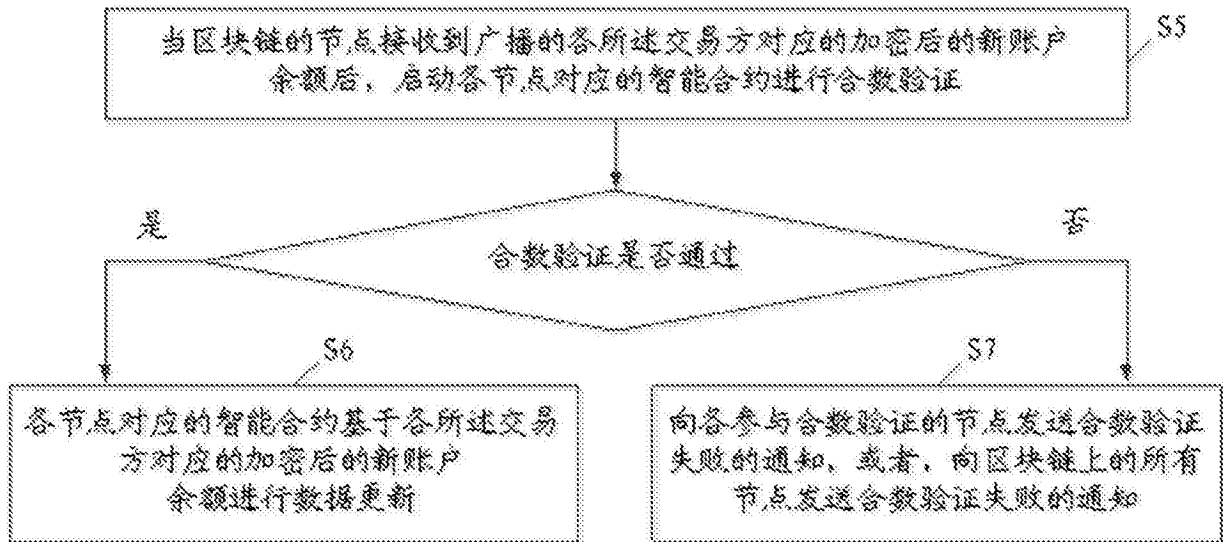 当区块链的节点接收到广播的各所述交易方对应的加密后的新账户
余额后，启动各节点对应的智能合约进行合数验证
S5
是
否
合数验证是否通过
S6
S7
各节点对应的智能合约基于各所述交易
方对应的加密后的新账户
余额进行数据更新
向各参与合数验证的节点发送合数验证
失败的通知，或者，向区块链上的所有
节点发送合数验证失败的通知